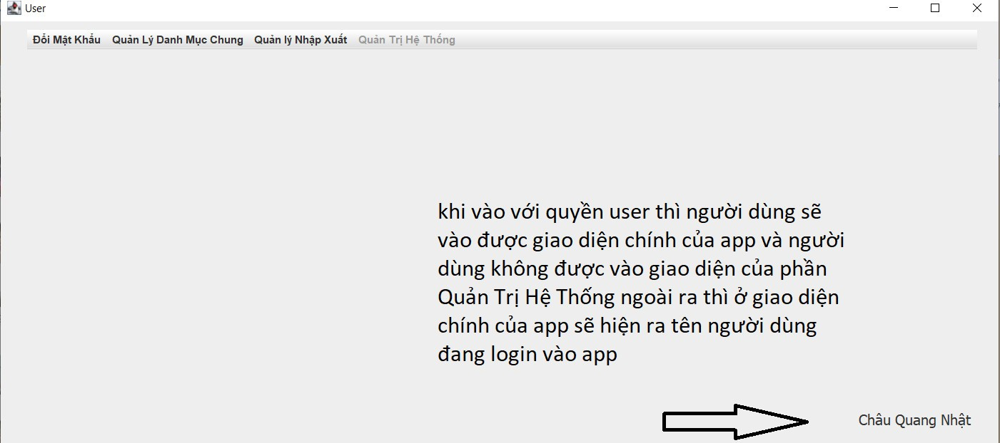 User
Đổi Mật Khẩu Quản Lý Danh Mục Chung Quản lý Nhập Xuất Quản Trị Hệ Thống
khi vào với quyền user thì người dùng sẽ
vào được giao diện chính của app và người
dùng không được vào giao diện của phần
Quản Trị Hệ Thống ngoài ra thì ở giao diện
chính của app sẽ hiện ra tên người dùng
đang login vào app
Châu Quang Nhật